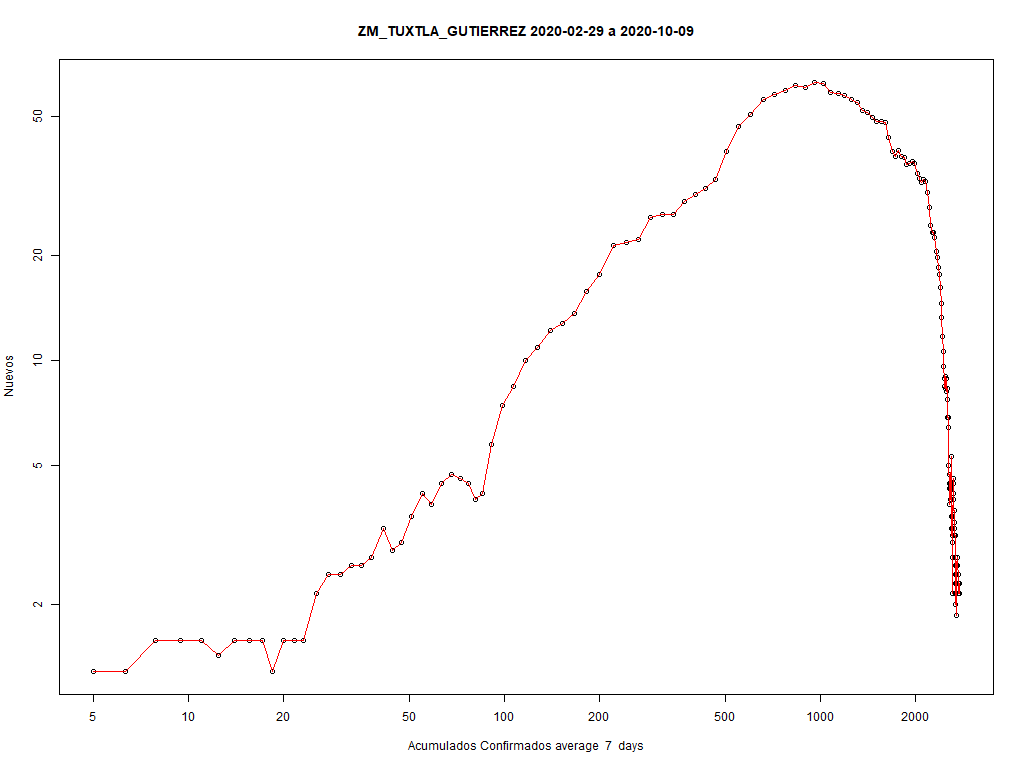 ZM_TUXTLA_GUTIERREZ 2020-02-29 a 2020-10-09
50
20
10
5
2
Nuevos
5 10 20 50 100 200 500 1000 2000
Acumulados Confirmados average 7 days